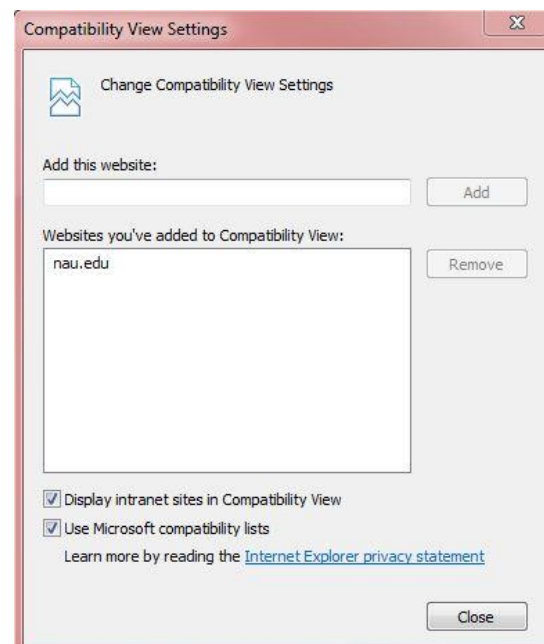 Compatibility View Settings
Change Compatibility View Settings
Add this website:
Add
Websites you've added to Compatibility View:
nau.edu
Remove
Display intranet sites in Compatibility View
Use Microsoft compatibility lists
Learn more by reading the Internet Explorer privacy statement
Close